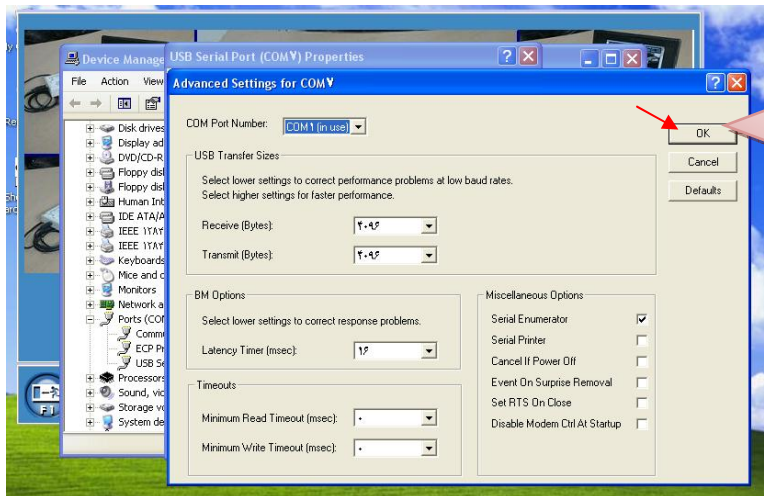 Device Manage
USB Serial Port (COM۷) Properties
File Action View
Advanced Settings for COM۷
COM Port Number: COM۱ (in use)
OK
Cancel
Defaults
USB Transfer Sizes
Select lower settings to correct performance problems at low baud rates.
Select higher settings for faster performance.
Receive (Bytes): ۴۰۹۶
Transmit (Bytes): ۴۰۹۶
BM Options
Select lower settings to correct response problems.
Latency Timer (msec): ۱۶
Timeouts
Minimum Read Timeout (msec): ۰
Minimum Write Timeout (msec): ۰
Miscellaneous Options
Serial Enumerator
Serial Printer
Cancel If Power Off
Event On Surprise Removal
Set RTS On Close
Disable Modem Ctrl At Startup
Disk drives
Display ad
DVD/CD-R
Floppy disl
Floppy disl
Human Int
IDE ATA/A
IEEE ۱۲۸۴
IEEE ۱۲۸۴
Keyboards
Mice and o
Monitors
Network a
Ports (CO
Commu
ECP Pr
USB Se
Processors
Sound, vid
Storage vo
System de
F1